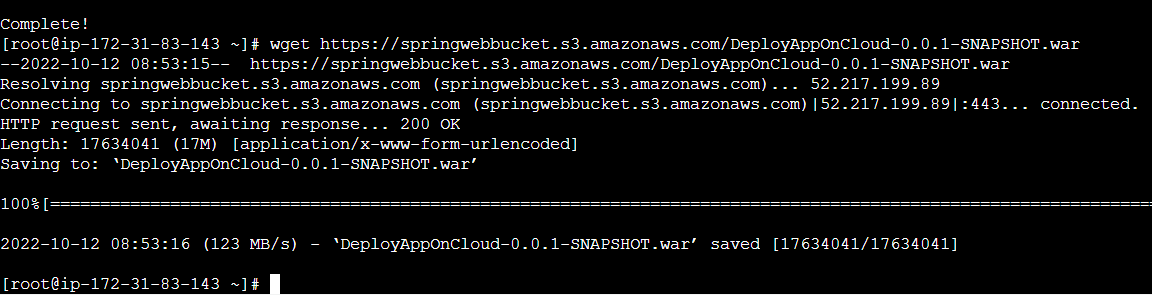 Complete!
[root@ip-172-31-83-143 ~]# wget https://springwebbucket.s3.amazonaws.com/DeployAppOnCloud-0.0.1-SNAPSHOT.war
--2022-10-12 08:53:15--  https://springwebbucket.s3.amazonaws.com/DeployAppOnCloud-0.0.1-SNAPSHOT.war
Resolving springwebbucket.s3.amazonaws.com (springwebbucket.s3.amazonaws.com)... 52.217.199.89
Connecting to springwebbucket.s3.amazonaws.com (springwebbucket.s3.amazonaws.com)|52.217.199.89|:443... connected.
HTTP request sent, awaiting response... 200 OK
Length: 17634041 (17M) [application/x-www-form-urlencoded]
Saving to: ‘DeployAppOnCloud-0.0.1-SNAPSHOT.war’
100%[==============================================================================================================
2022-10-12 08:53:16 (123 MB/s) - ‘DeployAppOnCloud-0.0.1-SNAPSHOT.war’ saved [17634041/17634041]
[root@ip-172-31-83-143 ~]#